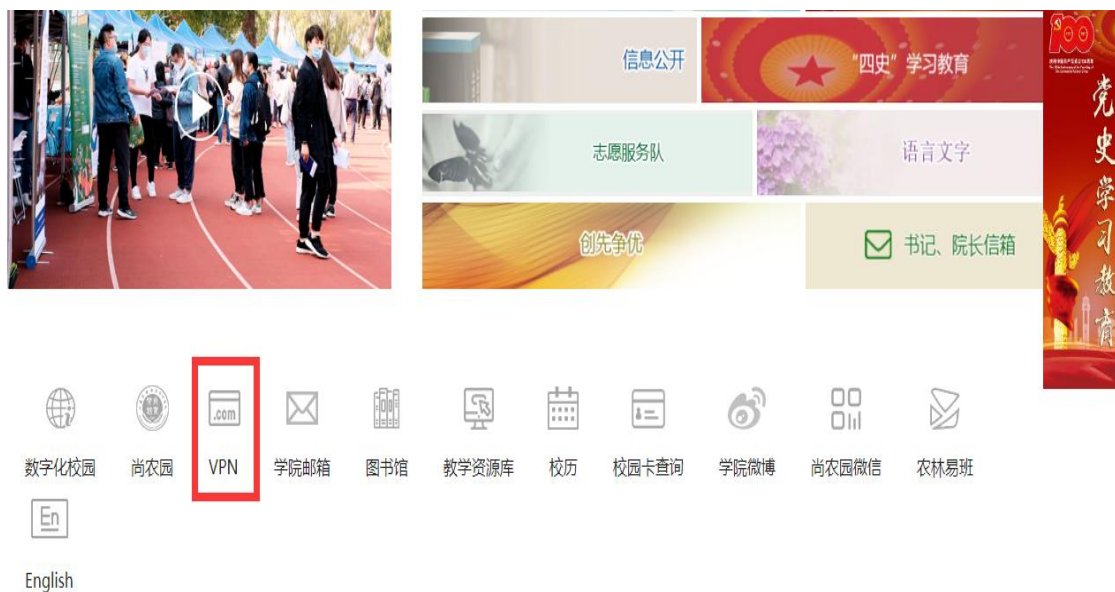 信息公开
“四史”学习教育
志愿服务队
语言文字
创先争优
书记、院长信箱
100
党史学习教育
.com
数字化校园
尚农园
VPN
学院邮箱
图书馆
教学资源库
校历
校园卡查询
学院微博
尚农园微信
农林易班
En
English